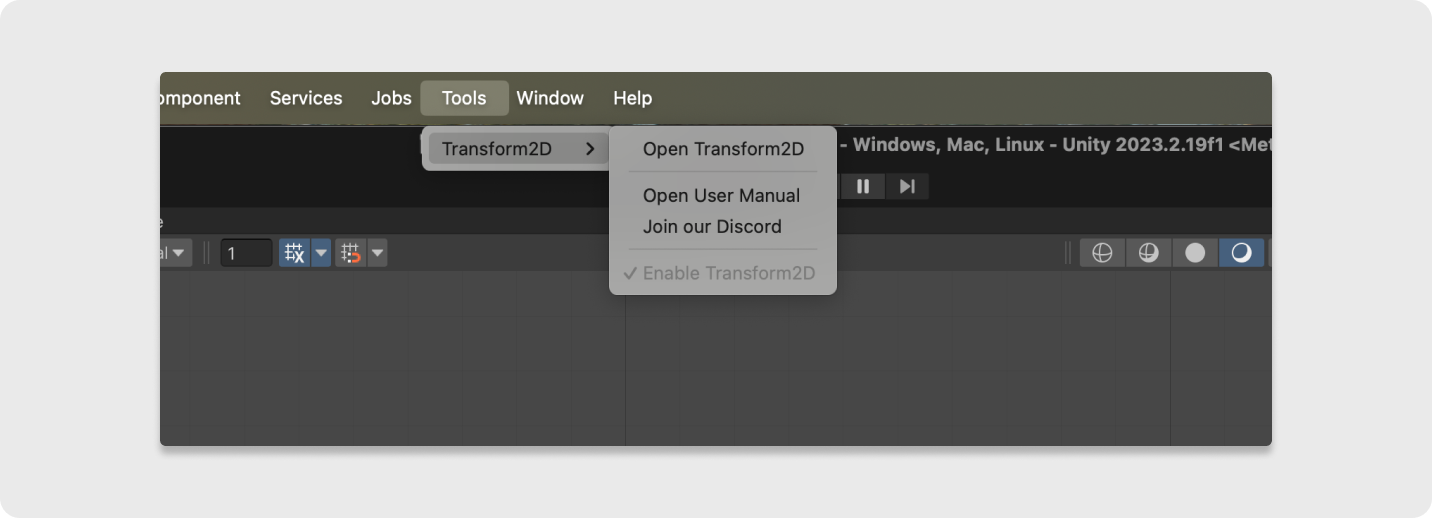 omponent Services Jobs Tools Window Help
Transform2D
Open Transform2D
- Windows, Mac, Linux - Unity 2023.2.19f1 <Met
Open User Manual
Join our Discord
Enable Transform2D
e
al
1